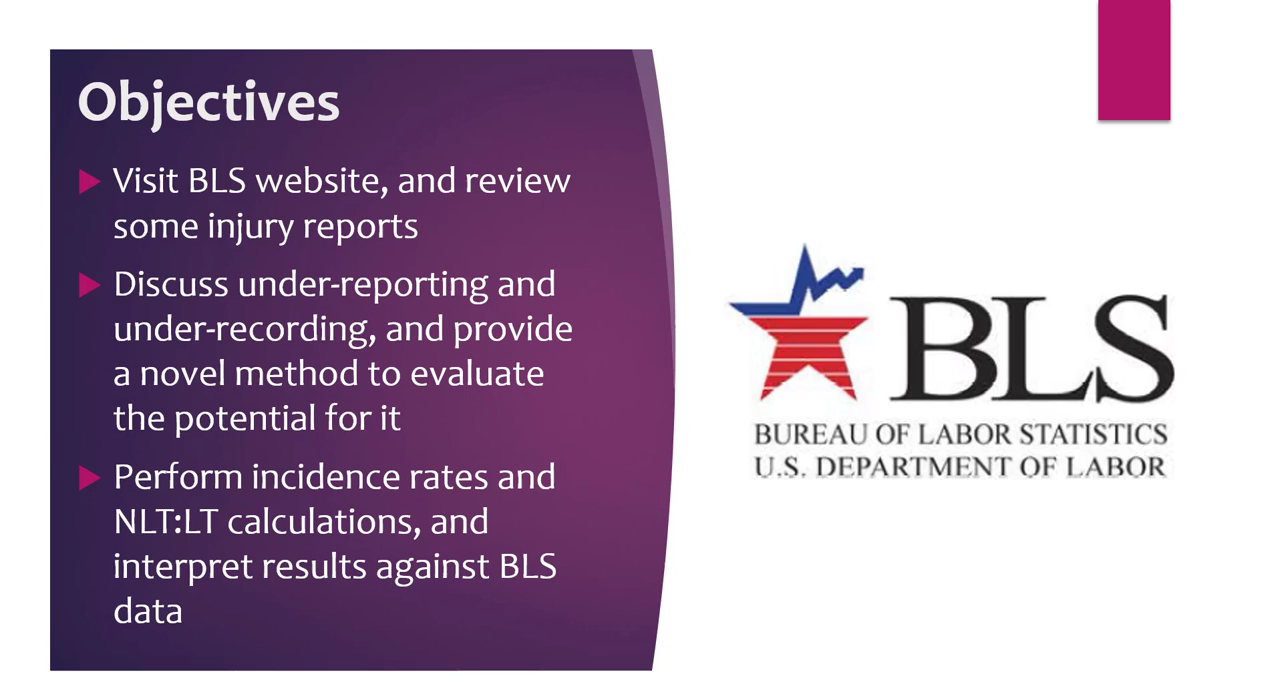 Objectives
Visit BLS website, and review
some injury reports
Discuss under-reporting and
under-recording, and provide
a novel method to evaluate
the potential for it
Perform incidence rates and
NLT:LT calculations, and
interpret results against BLS
data
BLS
BUREAU OF LABOR STATISTICS
U.S. DEPARTMENT OF LABOR